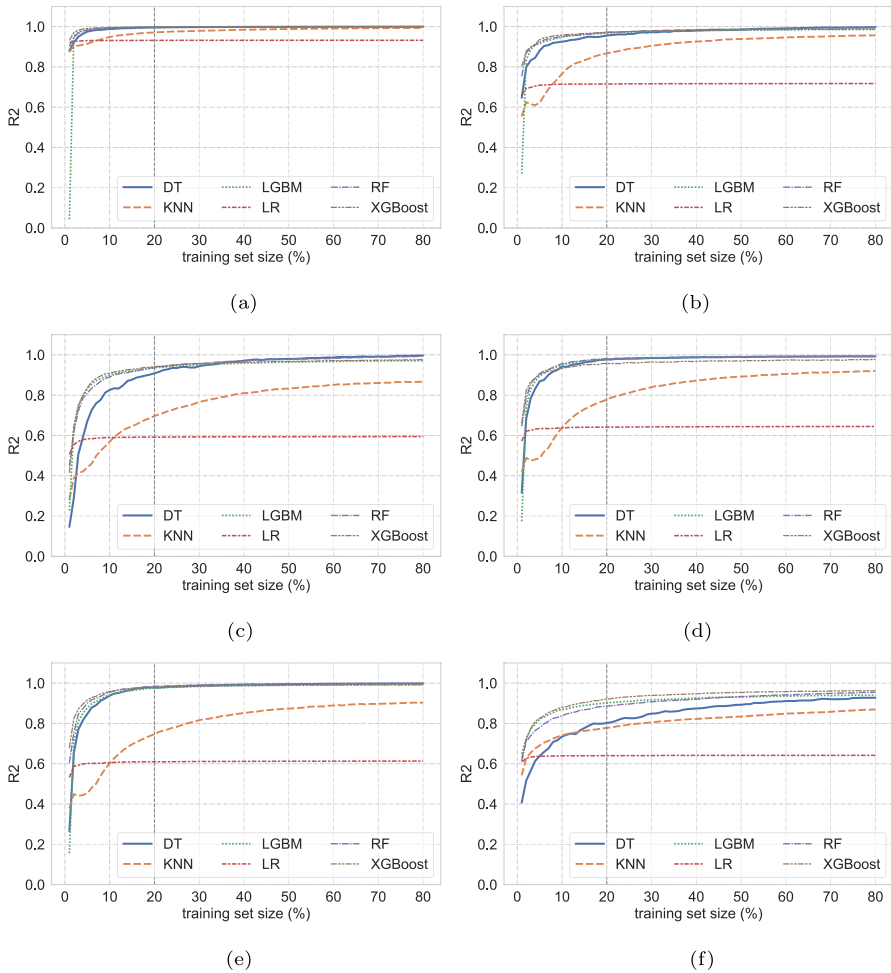 1.0
0.8
0.6
0.4
0.2
0.0
R2
DT LGBM RF
KNN LR XGBoost
0 10 20 30 40 50 60 70 80
training set size (%)
(a)
1.0
0.8
0.6
0.4
0.2
0.0
R2
DT LGBM RF
KNN LR XGBoost
0 10 20 30 40 50 60 70 80
training set size (%)
(b)
1.0
0.8
0.6
0.4
0.2
0.0
R2
DT LGBM RF
KNN LR XGBoost
0 10 20 30 40 50 60 70 80
training set size (%)
(c)
1.0
0.8
0.6
0.4
0.2
0.0
R2
DT LGBM RF
KNN LR XGBoost
0 10 20 30 40 50 60 70 80
training set size (%)
(d)
1.0
0.8
0.6
0.4
0.2
0.0
R2
DT LGBM RF
KNN LR XGBoost
0 10 20 30 40 50 60 70 80
training set size (%)
(e)
1.0
0.8
0.6
0.4
0.2
0.0
R2
DT LGBM RF
KNN LR XGBoost
0 10 20 30 40 50 60 70 80
training set size (%)
(f)